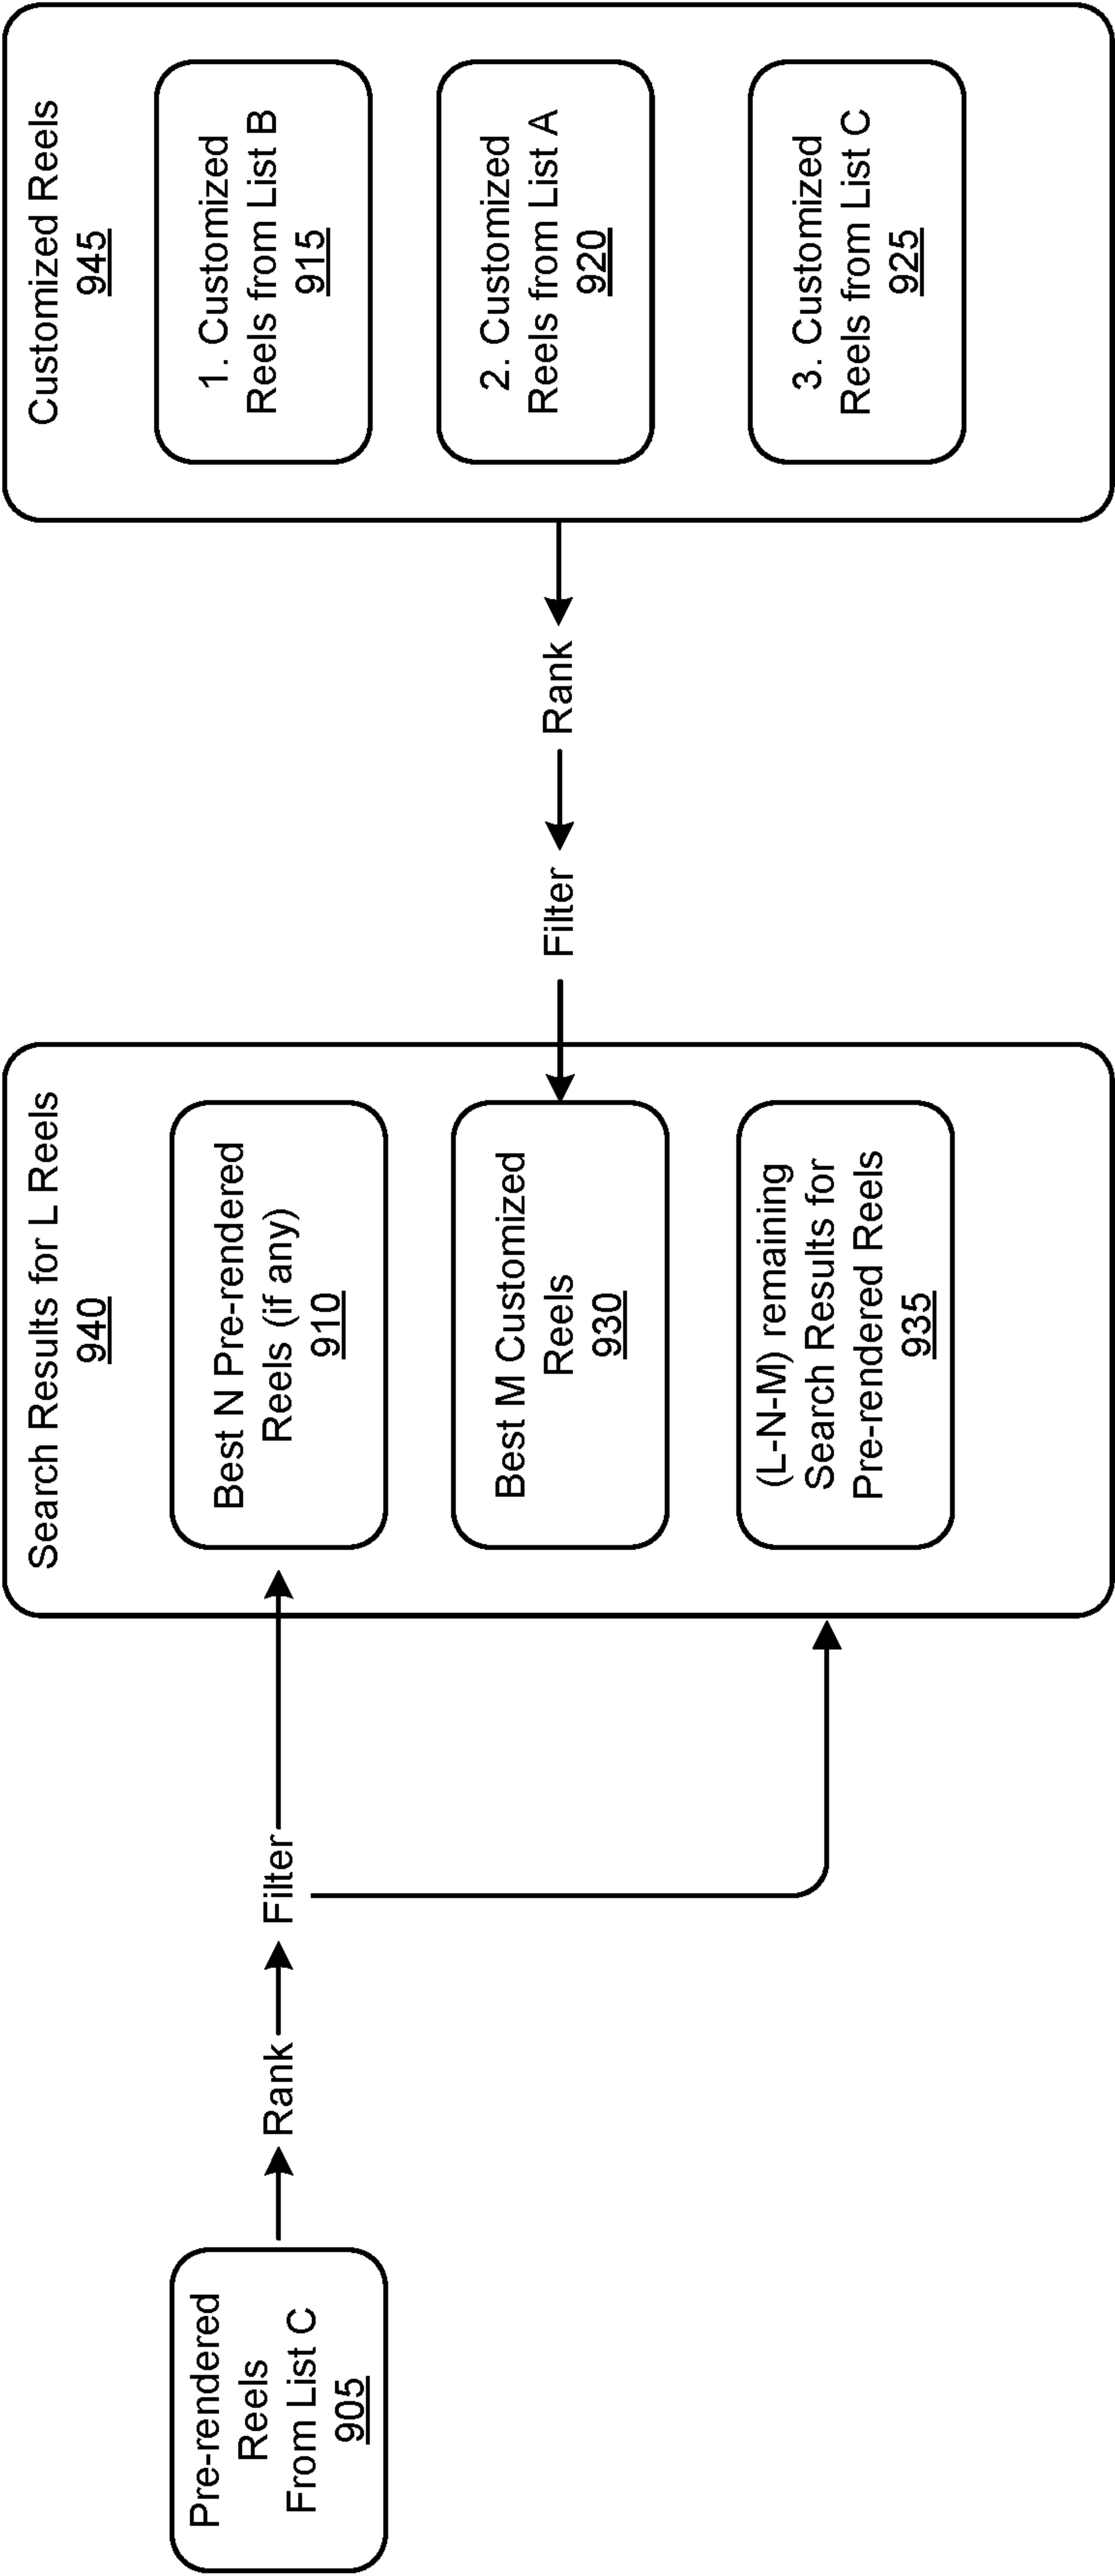 Pre-rendered
Reels
From List C
905
Rank
Filter
Search Results for L Reels
940
Best N Pre-rendered
Reels (if any)
910
Best M Customized
Reels
930
(L-N-M) remaining
Search Results for
Pre-rendered Reels
935
Filter
Rank
Customized Reels
945
1. Customized
Reels from List B
915
2. Customized
Reels from List A
920
3. Customized
Reels from List C
925